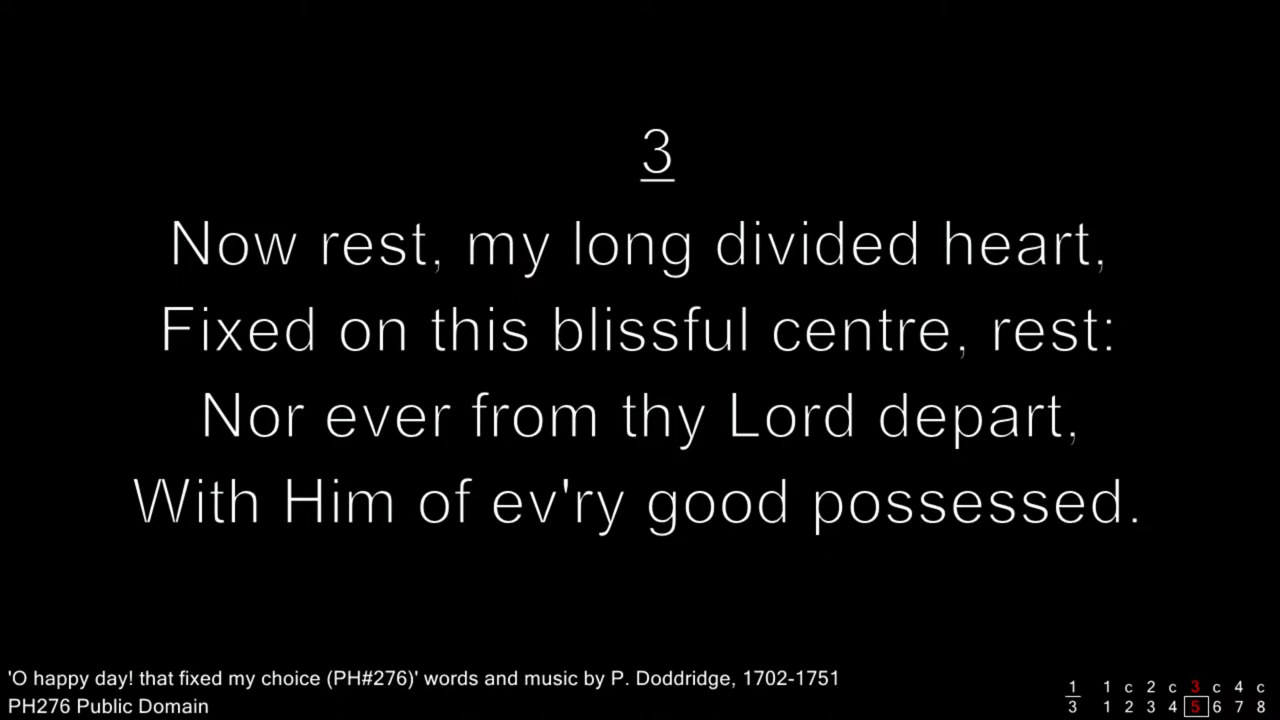 3
Now rest, my long divided heart,
Fixed on this blissful centre, rest:
Nor ever from thy Lord depart,
With Him of ev'ry good possessed.
'O happy day! that fixed my choice (PH#276)' words and music by P. Doddridge, 1702-1751
PH276 Public Domain
1 1 c 2 c 3 c 4 c
3 1 2 3 4 5 6 7 8